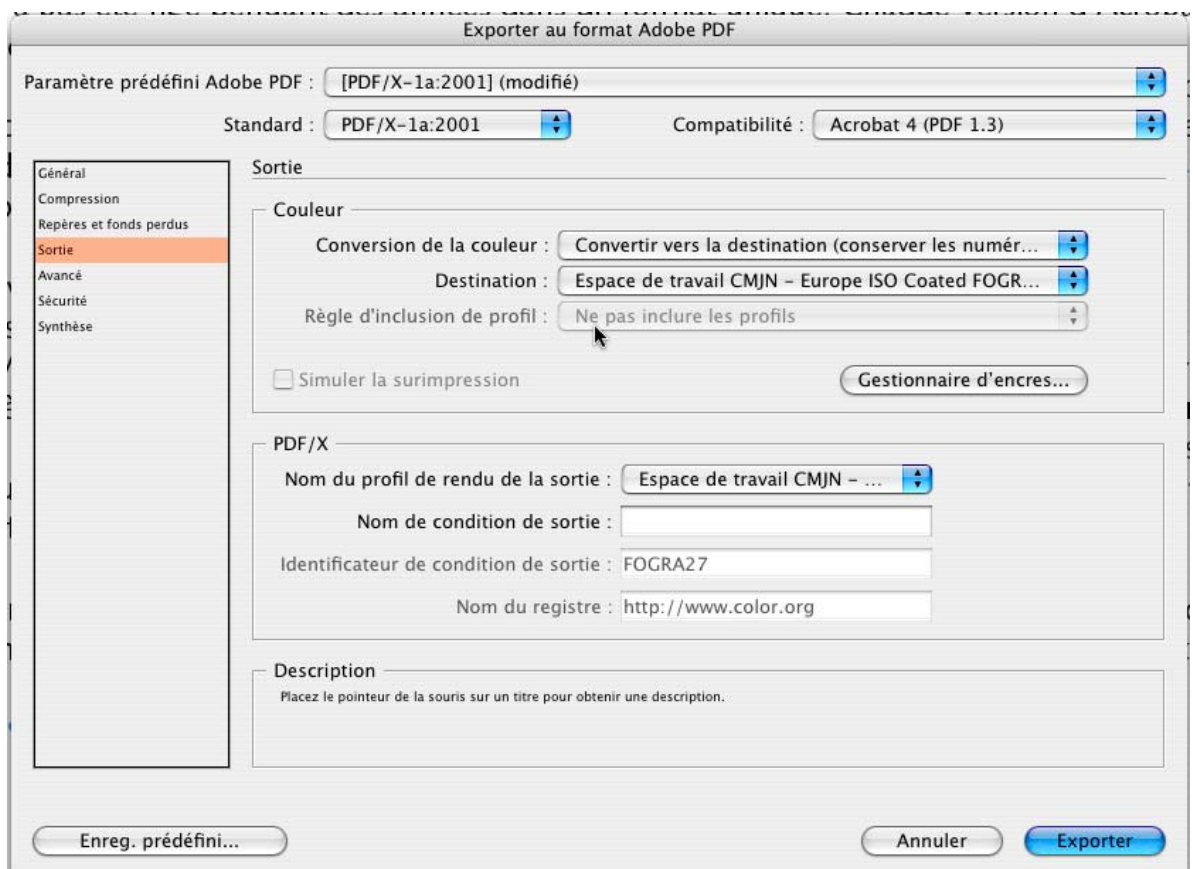 Exporter au format Adobe PDF
Paramètre prédéfini Adobe PDF : [PDF/X-1a:2001] (modifié)
Standard : PDF/X-1a:2001 Compatibilité : Acrobat 4 (PDF 1.3)
Général
Compression
Repères et fonds perdus
Sortie
Avancé
Sécurité
Synthèse
Sortie
Couleur
Conversion de la couleur : Convertir vers la destination (conserver les numér...
Destination : Espace de travail CMJN - Europe ISO Coated FOGR...
Règle d'inclusion de profil : Ne pas inclure les profils
Simuler la surimpression Gestionnaire d'encres...
PDF/X
Nom du profil de rendu de la sortie : Espace de travail CMJN - ...
Nom de condition de sortie :
Identificateur de condition de sortie : FOGRA27
Nom du registre : http://www.color.org
Description
Placez le pointeur de la souris sur un titre pour obtenir une description.
Enreg. prédéfini... Annuler Exporter